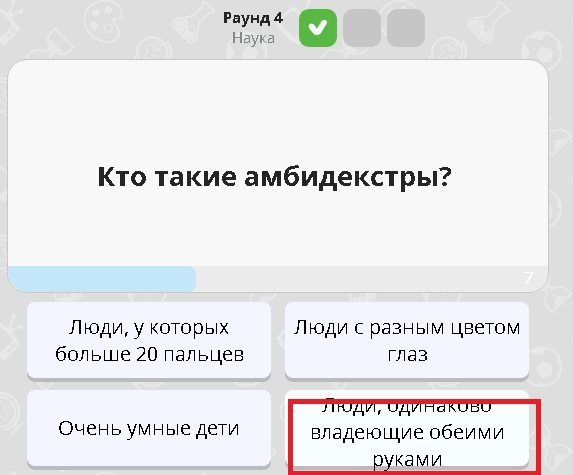 Раунд 4
Наука
Кто такие амбидекстры?
7
Люди, у которых
больше 20 пальцев
Люди с разным цветом
глаз
Очень умные дети
Люди, одинаково
владеющие обеими
руками